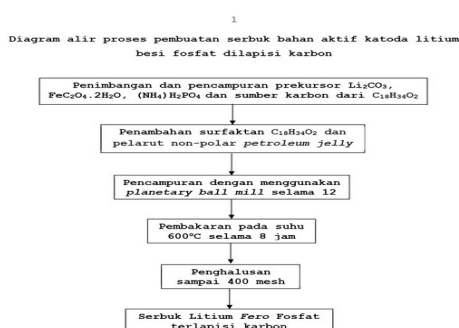 1
Diagram alir proses pembuatan serbuk bahan aktif katoda litium
besi fosfat dilapisi karbon
Penimbangan dan pencampuran prekursor Li₂CO₃,
FeC₂O₄.2H₂O, (NH₄)H₂PO₄ dan sumber karbon dari C₁₈H₃₄O₂
Penambahan surfaktan C₁₈H₃₄O₂ dan
pelarut non-polar petroleum jelly
Pencampuran dengan menggunakan
planetary ball mill selama 12
Pembakaran pada suhu
600°C selama 8 jam
Penghalusan
sampai 400 mesh
Serbuk Litium Fero Fosfat
terlapisi karbon